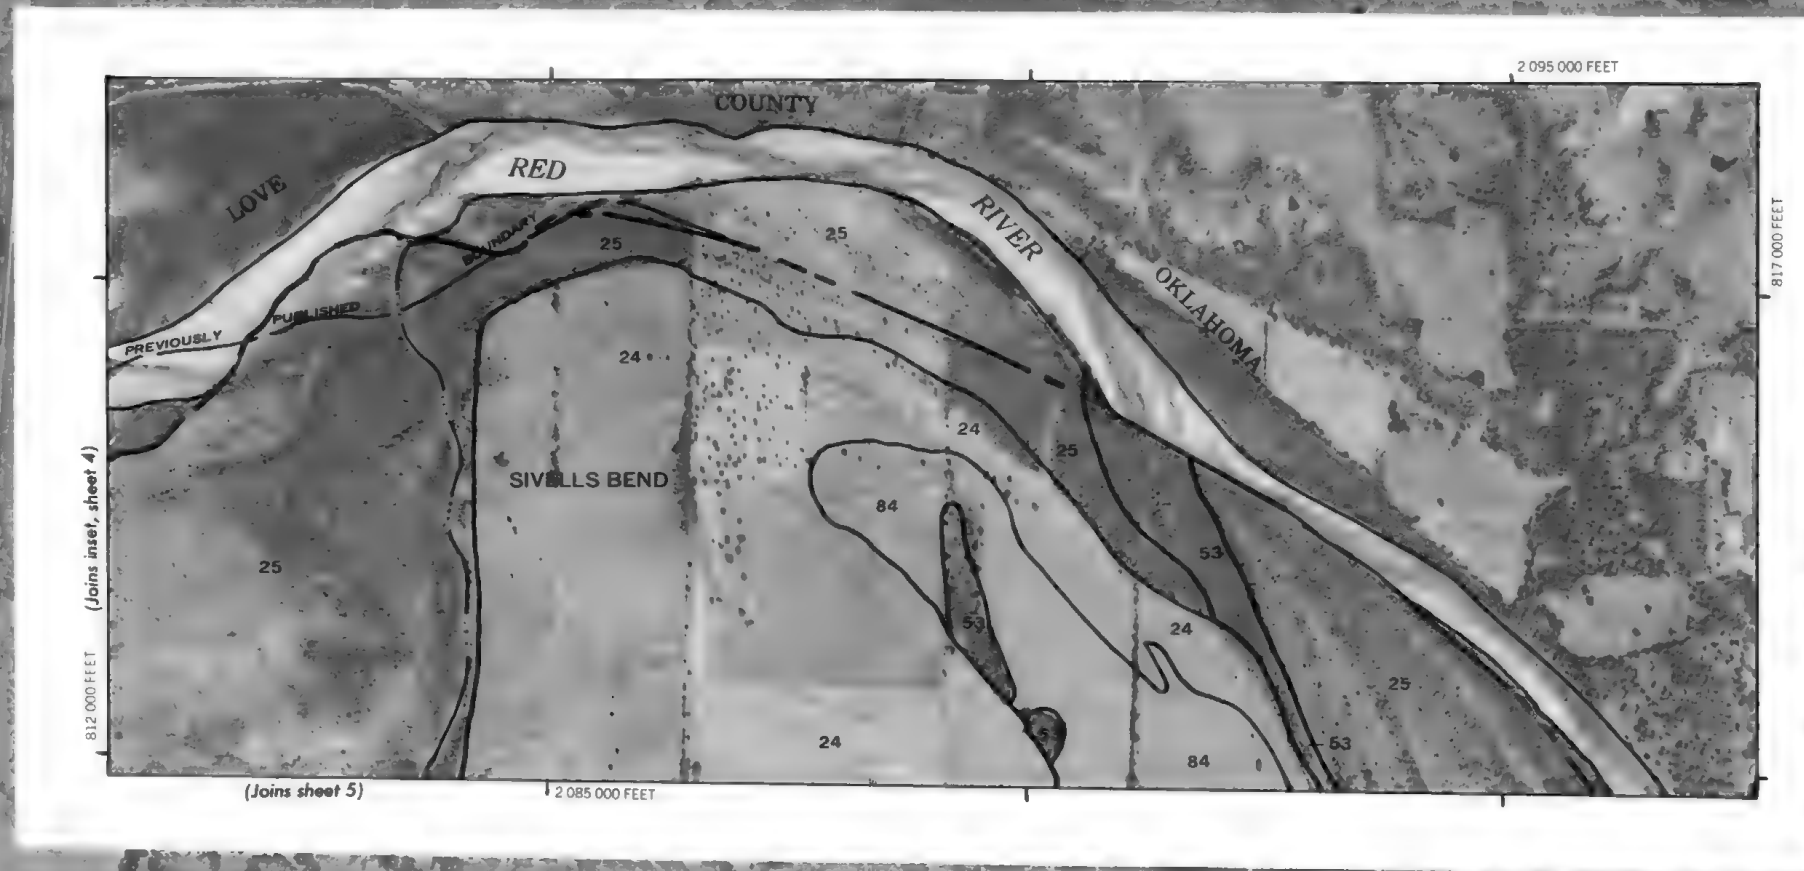 2 095 000 FEET
COUNTY
LOVE
RED
RIVER
817 000 FEET
BOUNDARY
25
25
OKLAHOMA
PUBLISHED
PREVIOUSLY
24
24
25
SIVELLS BEND
84
(Joins inset, sheet 4)
53
25
53
24
25
812 000 FEET
24
53
84
(Joins sheet 5)
2 085 000 FEET